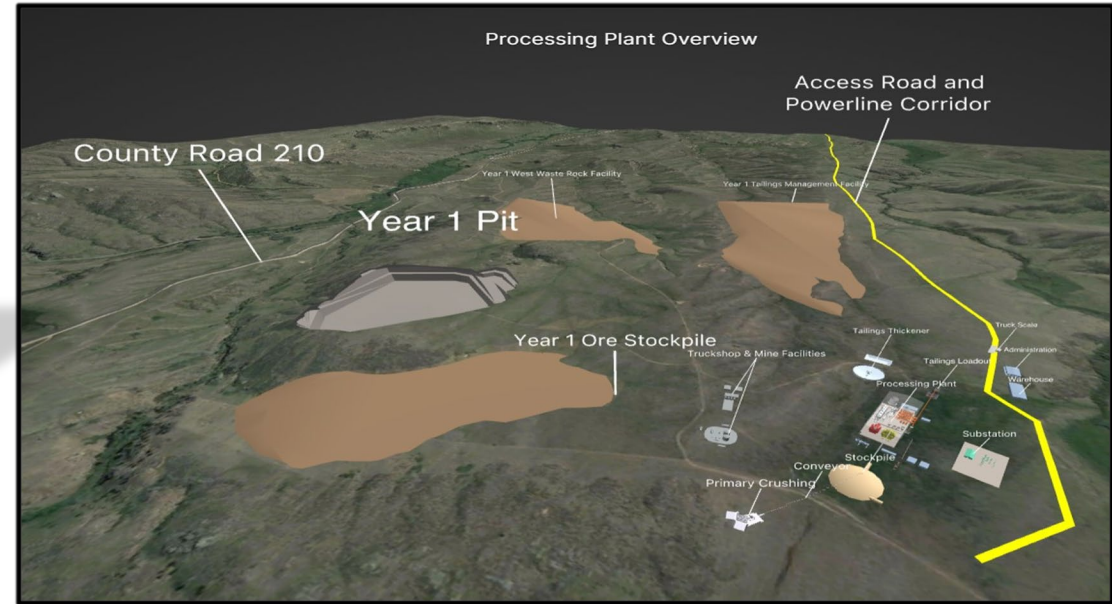 Processing Plant Overview
Access Road and
Powerline Corridor
County Road 210
Year 1 West Waste Rock Facility
Year 1 Tailings Management Facility
Year 1 Pit
Truck Scale
Tailings Thickener
Year 1 Ore Stockpile
Administration
Truckshop & Mine Facilities
Tailings Loadout
Warehouse
Processing Plant
Substation
Stockpile
Conveyor
Primary Crushing